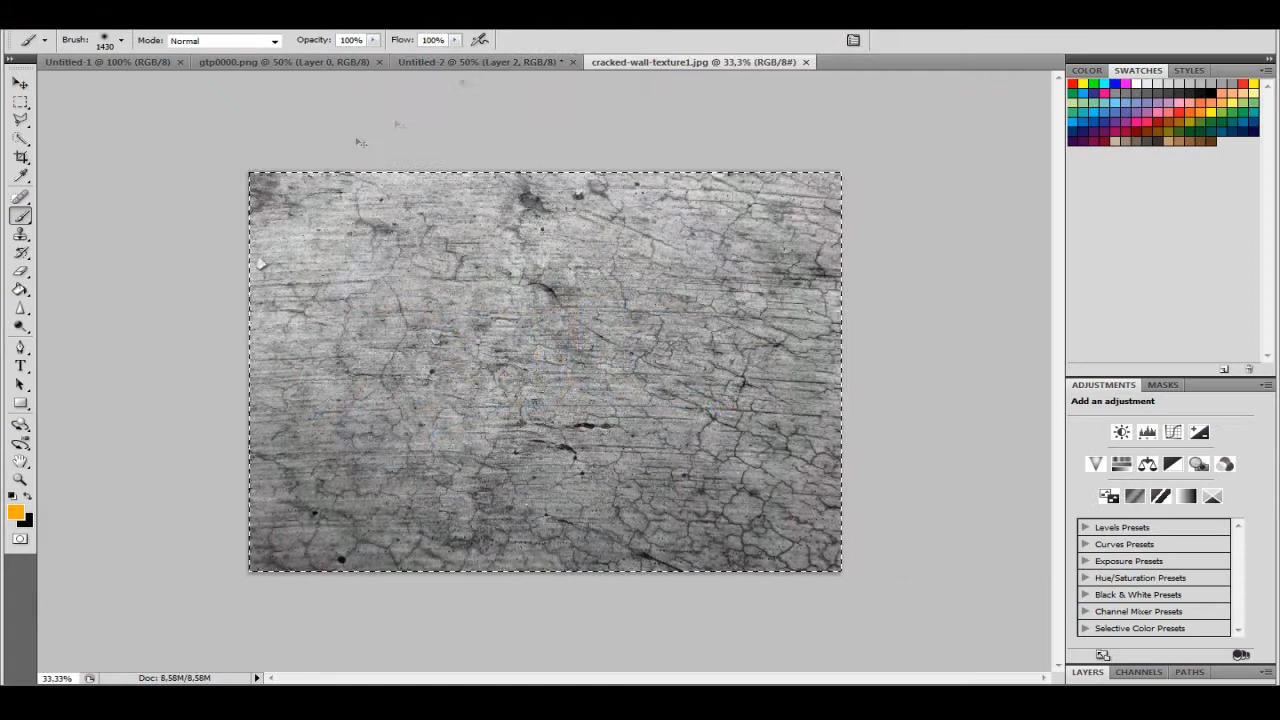 Brush:
1430
Mode: Normal
Opacity: 100%
Flow: 100%
Untitled-1 @ 100% (RGB/8) ×
gtp0000.png @ 50% (Layer 0, RGB/8) ×
Untitled-2 @ 50% (Layer 2, RGB/8) * ×
cracked-wall-texture1.jpg @ 33,3% (RGB/8#) ×
COLOR
SWATCHES
STYLES
ADJUSTMENTS
MASKS
Add an adjustment
Levels Presets
Curves Presets
Exposure Presets
Hue/Saturation Presets
Black & White Presets
Channel Mixer Presets
Selective Color Presets
LAYERS
CHANNELS
PATHS
33,33%
Doc: 8,58M/8,58M